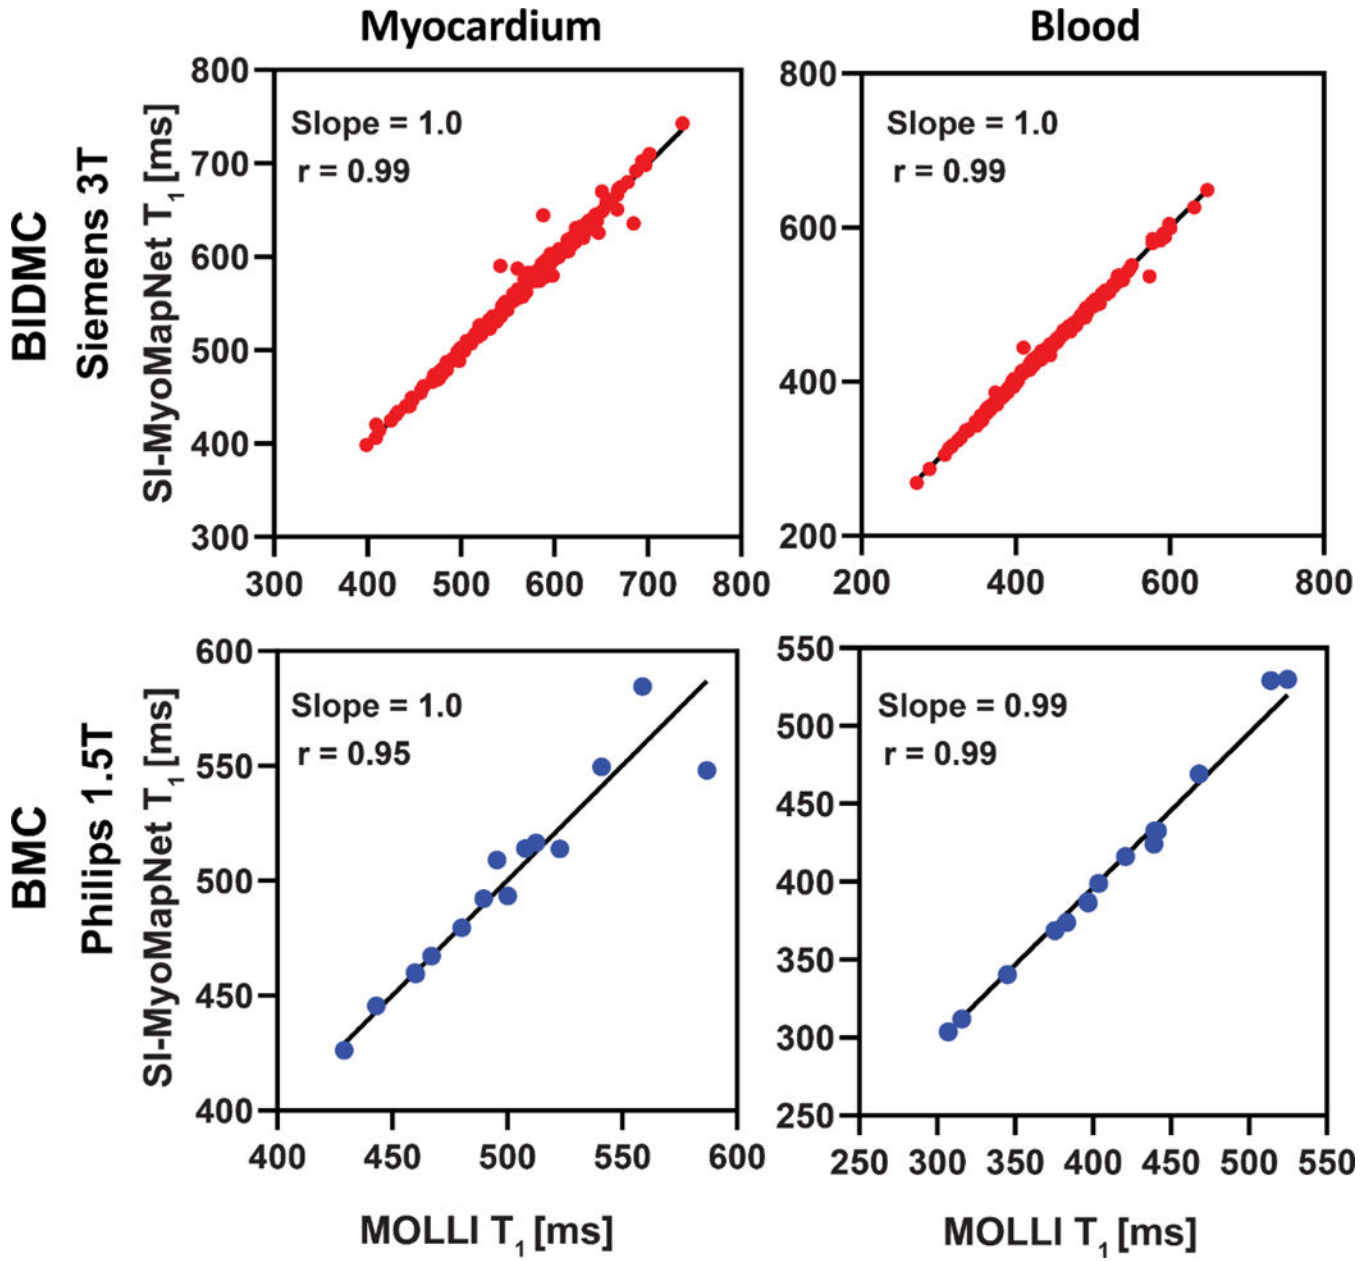 Myocardium
Blood
BIDMC
Siemens 3T
SI-MyoMapNet T1 [ms]
800
700
600
500
400
300
Slope = 1.0
r = 0.99
300 400 500 600 700 800
800
600
400
200
Slope = 1.0
r = 0.99
200 400 600 800
BMC
Philips 1.5T
SI-MyoMapNet T1 [ms]
600
550
500
450
400
Slope = 1.0
r = 0.95
400 450 500 550 600
MOLLI T1 [ms]
550
500
450
400
350
300
250
Slope = 0.99
r = 0.99
250 300 350 400 450 500 550
MOLLI T1 [ms]